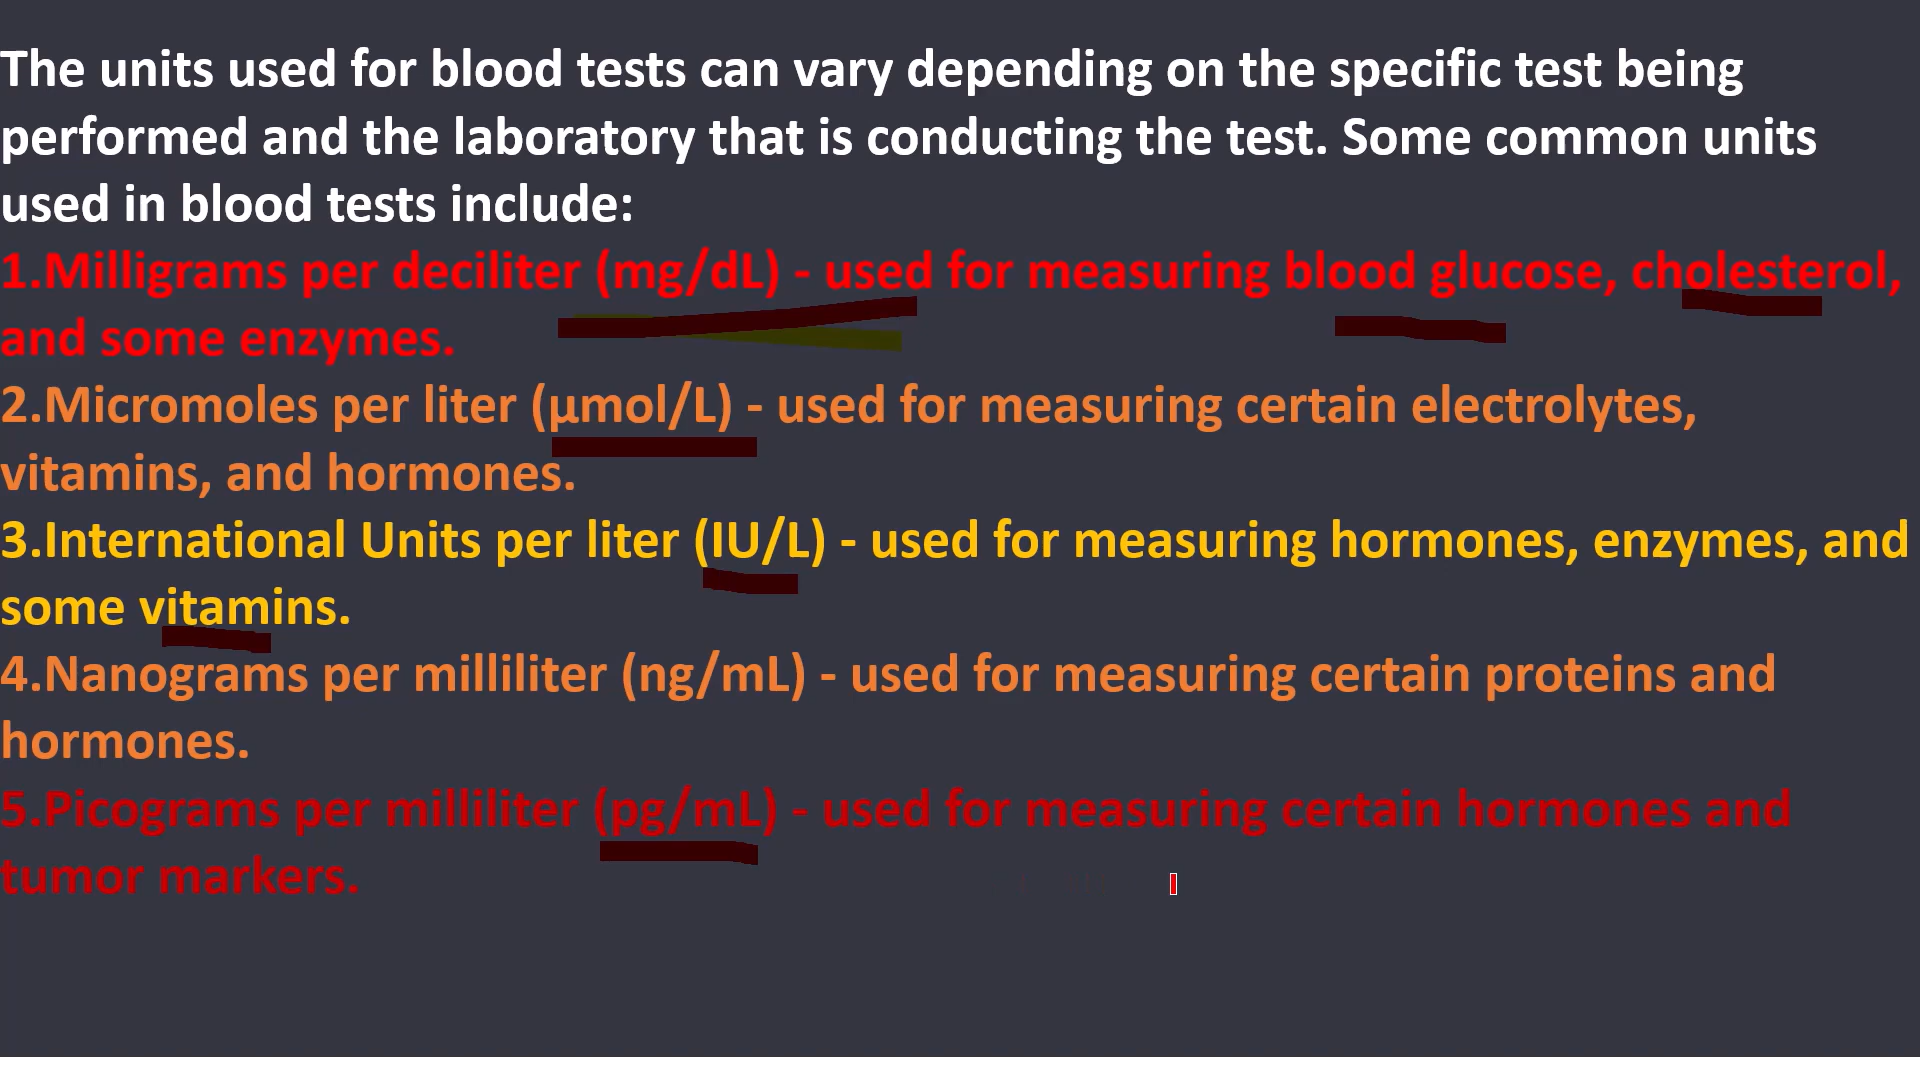 The units used for blood tests can vary depending on the specific test being
performed and the laboratory that is conducting the test. Some common units
used in blood tests include:
1.Milligrams per deciliter (mg/dL) - used for measuring blood glucose, cholesterol,
and some enzymes.
2.Micromoles per liter (µmol/L) - used for measuring certain electrolytes,
vitamins, and hormones.
3.International Units per liter (IU/L) - used for measuring hormones, enzymes, and
some vitamins.
4.Nanograms per milliliter (ng/mL) - used for measuring certain proteins and
hormones.
5.Picograms per milliliter (pg/mL) - used for measuring certain hormones and
tumor markers.